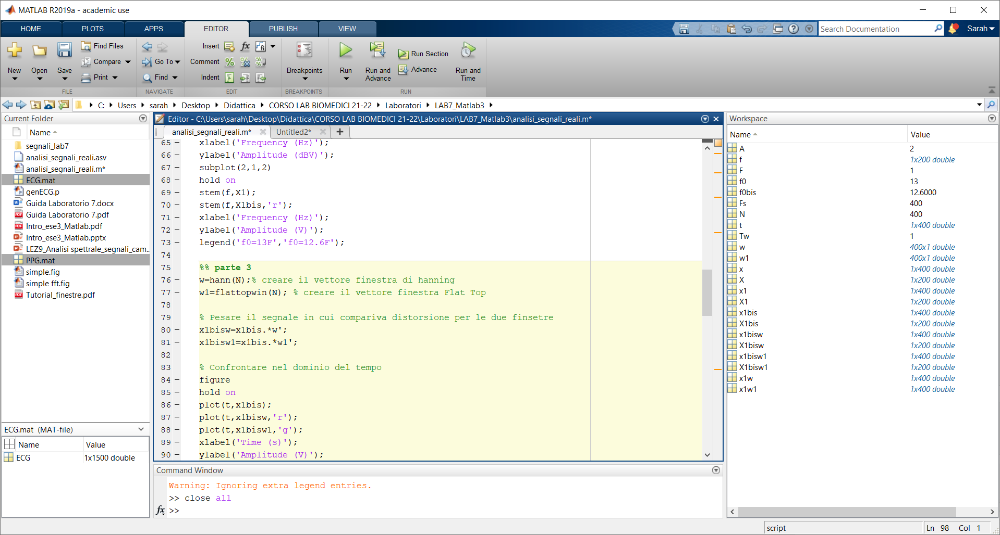 MATLAB R2019a - academic use
HOME PLOTS APPS EDITOR PUBLISH VIEW
Search Documentation
Sarah
New
Open
Save
Find Files
Compare
Print
FILE
Go To
Find
NAVIGATE
Insert
Comment
Indent
EDIT
Breakpoints
BREAKPOINTS
Run
Run and Advance
Run Section
Advance
Run and Time
RUN
C: Users sarah Desktop Didattica CORSO LAB BIOMEDICI 21-22 Laboratori LAB7_Matlab3
Current Folder
Name
segnali_lab7
analisi_segnali_reali.asv
analisi_segnali_reali.m*
ECG.mat
genECG.p
Guida Laboratorio 7.docx
Guida Laboratorio 7.pdf
Intro_ese3_Matlab.pdf
Intro_ese3_Matlab.pptx
LEZ9_Analisi spettrale_segnali_cam...
PPG.mat
simple.fig
simple fft.fig
Tutorial_finestre.pdf
ECG.mat (MAT-file)
Name Value
ECG 1x1500 double
Editor - C:\Users\sarah\Desktop\Didattica\CORSO LAB BIOMEDICI 21-22\Laboratori\LAB7_Matlab3\analisi_segnali_reali.m*
analisi_segnali_reali.m* Untitled2*
65 – xlabel('Frequency (Hz)');
66 – ylabel('Amplitude (dBV)');
67 – subplot(2,1,2)
68 – hold on
69 – stem(f,X1);
70 – stem(f,X1bis,'r');
71 – xlabel('Frequency (Hz)');
72 – ylabel('Amplitude (V)');
73 – legend('f0=13F','f0=12.6F');
74
75 %% parte 3
76 – w=hann(N);% creare il vettore finestra di hanning
77 – w1=flattopwin(N); % creare il vettore finestra Flat Top
78
79 % Pesare il segnale in cui compariva distorsione per le due finsetre
80 – x1bisw=x1bis.*w';
81 – x1bisw1=x1bis.*w1';
82
83 % Confrontare nel dominio del tempo
84 – figure
85 – hold on
86 – plot(t,x1bis);
87 – plot(t,x1bisw,'r');
88 – plot(t,x1bisw1,'g');
89 – xlabel('Time (s)');
90 – ylabel('Amplitude (V)');
Command Window
Warning: Ignoring extra legend entries.
>> close all
fx >>
Workspace
Name Value
A 2
f 1x200 double
F 1
f0 13
f0bis 12.6000
Fs 400
N 400
t 1x400 double
Tw 1
w 400x1 double
w1 400x1 double
x 1x400 double
X 1x200 double
x1 1x400 double
X1 1x200 double
x1bis 1x400 double
X1bis 1x200 double
x1bisw 1x400 double
X1bisw 1x200 double
x1bisw1 1x400 double
X1bisw1 1x200 double
x1w 1x400 double
x1w1 1x400 double
script Ln 98 Col 1